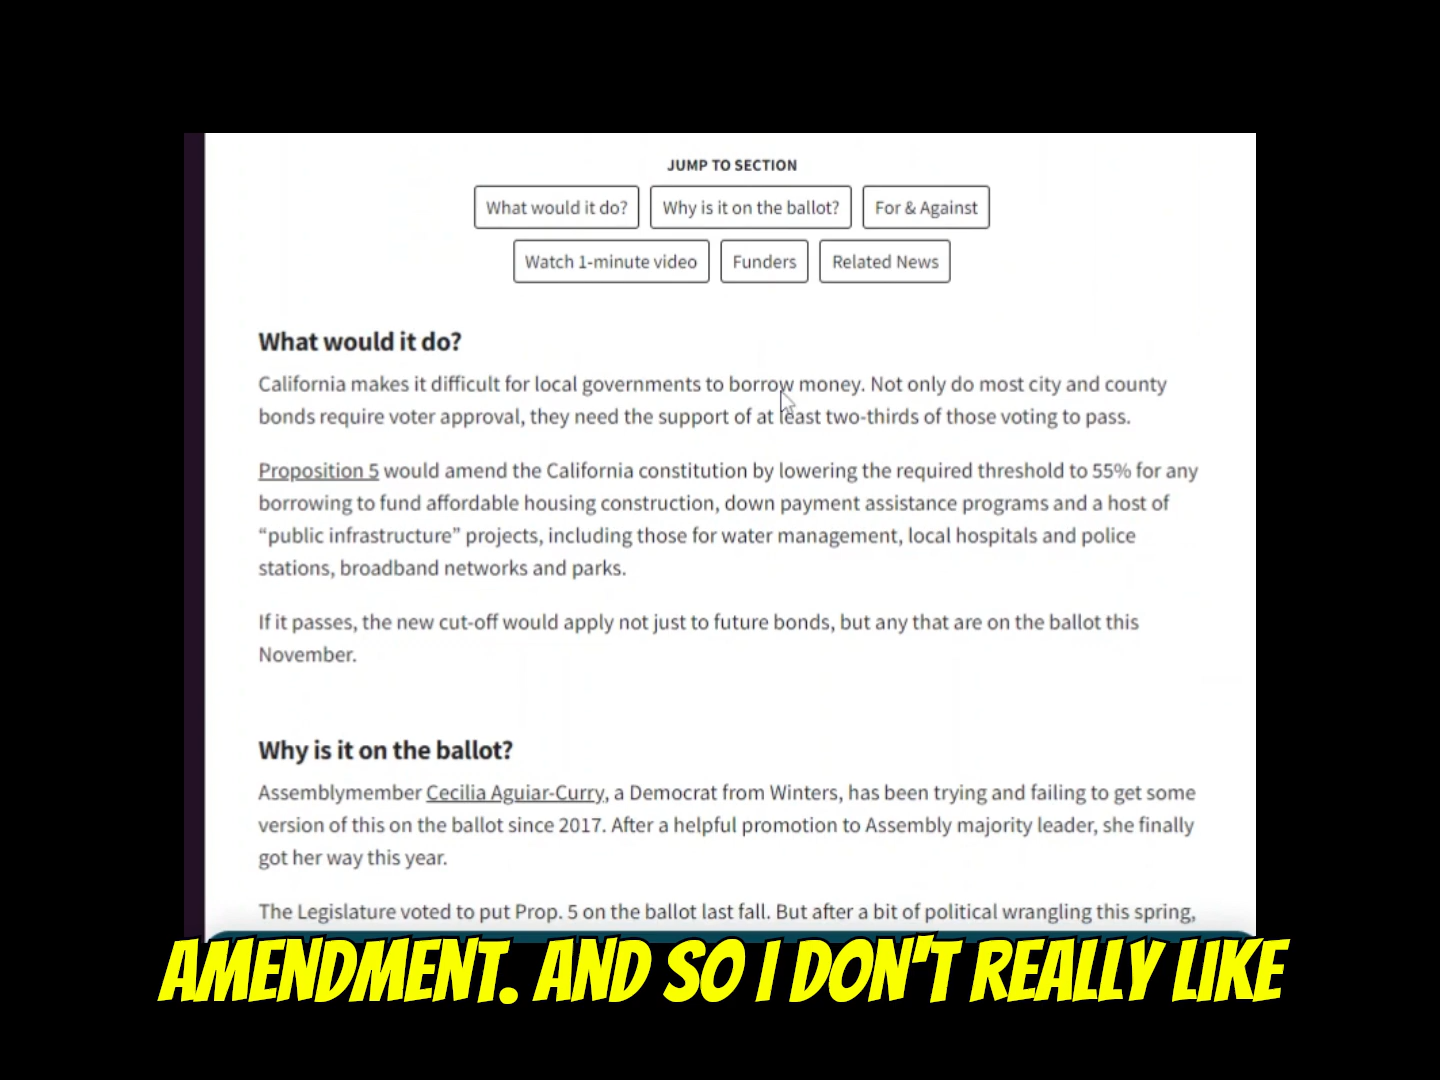 JUMP TO SECTION
What would it do?
Why is it on the ballot?
For & Against
Watch 1-minute video
Funders
Related News
What would it do?
California makes it difficult for local governments to borrow money. Not only do most city and county
bonds require voter approval, they need the support of at least two-thirds of those voting to pass.
Proposition 5 would amend the California constitution by lowering the required threshold to 55% for any
borrowing to fund affordable housing construction, down payment assistance programs and a host of
“public infrastructure” projects, including those for water management, local hospitals and police
stations, broadband networks and parks.
If it passes, the new cut-off would apply not just to future bonds, but any that are on the ballot this
November.
Why is it on the ballot?
Assemblymember Cecilia Aguiar-Curry, a Democrat from Winters, has been trying and failing to get some
version of this on the ballot since 2017. After a helpful promotion to Assembly majority leader, she finally
got her way this year.
The Legislature voted to put Prop. 5 on the ballot last fall. But after a bit of political wrangling this spring,
AMENDMENT. AND SO I DON'T REALLY LIKE